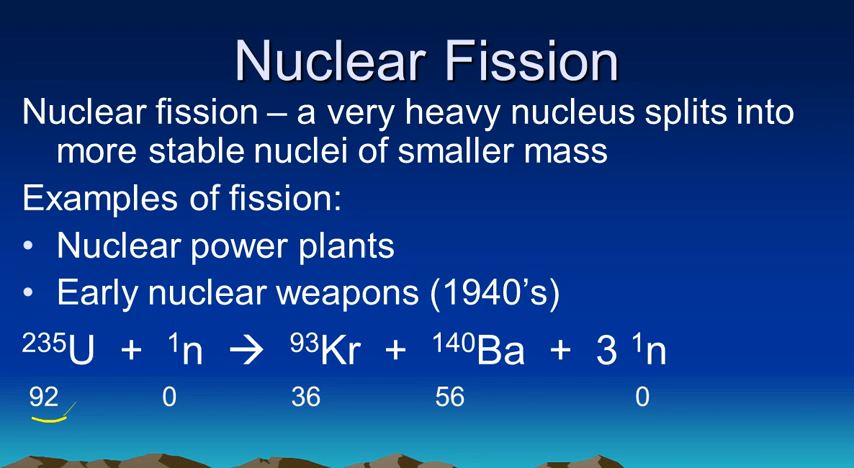 Nuclear Fission
Nuclear fission – a very heavy nucleus splits into
more stable nuclei of smaller mass
Examples of fission:
• Nuclear power plants
• Early nuclear weapons (1940’s)
²³⁵U + ¹n → ⁹³Kr + ¹⁴⁰Ba + 3 ¹n
92 0 36 56 0